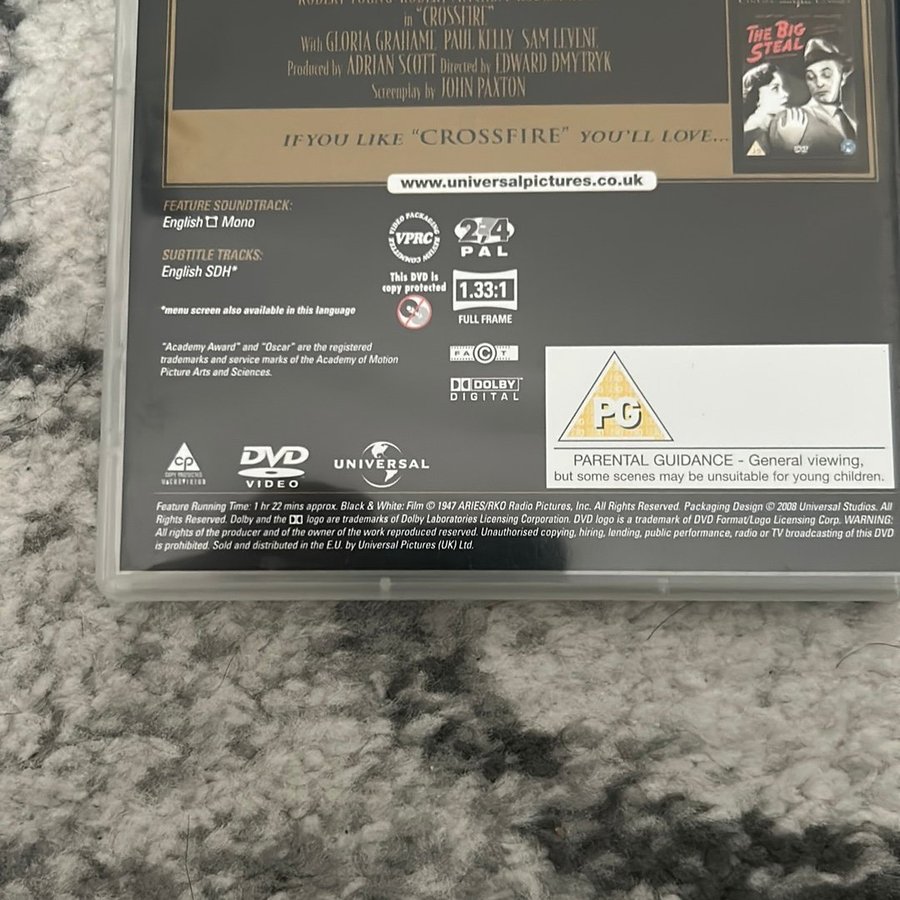 in "CROSSFIRE"
With GLORIA GRAHAME PAUL KELLY SAM LEVENE
Produced by ADRIAN SCOTT Directed by EDWARD DMYTRYK
Screenplay by JOHN PAXTON
IF YOU LIKE "CROSSFIRE" YOU'LL LOVE...
THE BIG
STEAL
PG
DVD
www.universalpictures.co.uk
FEATURE SOUNDTRACK:
English Mono
SUBTITLE TRACKS:
English SDH*
*menu screen also available in this language
"Academy Award" and "Oscar" are the registered
trademarks and service marks of the Academy of Motion
Picture Arts and Sciences.
VIDEO PACKAGING REVIEW COMMITTEE
VPRC
2 4
PAL
This DVD is
copy protected
1.33:1
FULL FRAME
FACT
DOLBY
DIGITAL
PG
PARENTAL GUIDANCE - General viewing,
but some scenes may be unsuitable for young children.
cp
COPY PROTECTED
MACROVISION
DVD
VIDEO
UNIVERSAL
Feature Running Time: 1 hr 22 mins approx. Black & White: Film © 1947 ARIES/RKO Radio Pictures, Inc. All Rights Reserved. Packaging Design © 2008 Universal Studios. All
Rights Reserved. Dolby and the logo are trademarks of Dolby Laboratories Licensing Corporation. DVD logo is a trademark of DVD Format/Logo Licensing Corp. WARNING:
All rights of the producer and of the owner of the work reproduced reserved. Unauthorised copying, hiring, lending, public performance, radio or TV broadcasting of this DVD
is prohibited. Sold and distributed in the E.U. by Universal Pictures (UK) Ltd.